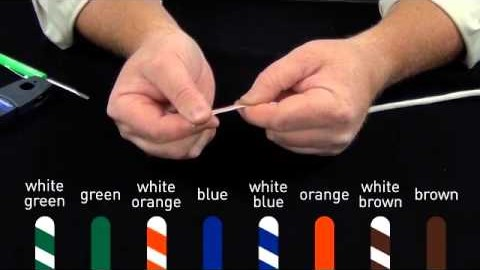 white green
green
white orange
blue
white blue
orange
white brown
brown